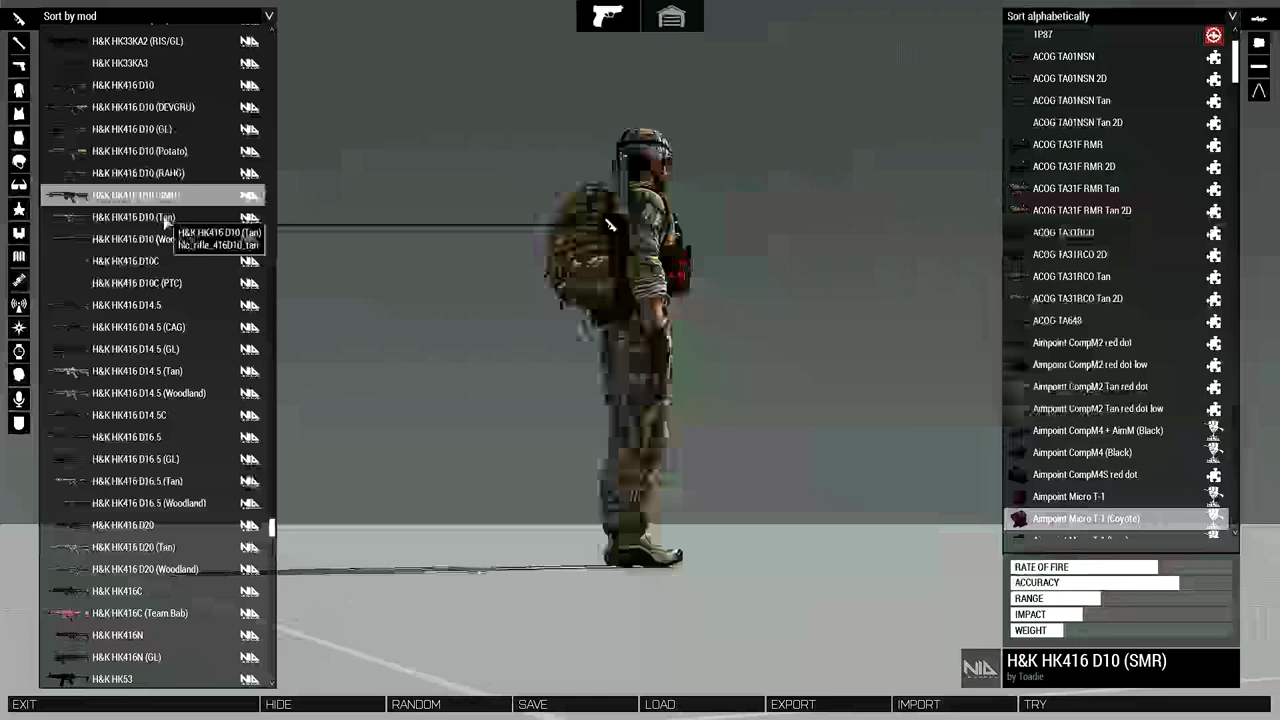 Sort by mod
H&K HK33KA2 (RIS/GL)
H&K HK33KA3
H&K HK416 D10
H&K HK416 D10 (DEVGRU)
H&K HK416 D10 (GL)
H&K HK416 D10 (Potato)
H&K HK416 D10 (RAHG)
H&K HK416 D10 (SMR)
H&K HK416 D10 (Tan)
H&K HK416 D10 (Tan)
H&K HK416 D10
H&K HK416 D10C
H&K HK416 D10C (PTC)
H&K HK416 D14.5
H&K HK416 D14.5 (CAG)
H&K HK416 D14.5 (GL)
H&K HK416 D14.5 (Tan)
H&K HK416 D14.5 (Woodland)
H&K HK416 D14.5C
H&K HK416 D16.5
H&K HK416 D16.5 (GL)
H&K HK416 D16.5 (Tan)
H&K HK416 D16.5 (Woodland)
H&K HK416 D20
H&K HK416 D20 (Tan)
H&K HK416 D20 (Woodland)
H&K HK416C
H&K HK416C (Team Bab)
H&K HK416N
H&K HK416N (GL)
H&K HK53
Sort alphabetically
1P87
ACOG TA01NSN
ACOG TA01NSN 2D
ACOG TA01NSN Tan
ACOG TA01NSN Tan 2D
ACOG TA31F RMR
ACOG TA31F RMR 2D
ACOG TA31F RMR Tan
ACOG TA31F RMR Tan 2D
ACOG TA31RCO
ACOG TA31RCO 2D
ACOG TA31RCO Tan
ACOG TA31RCO Tan 2D
ACOG TA648
Aimpoint CompM2 red dot
Aimpoint CompM2 red dot low
Aimpoint CompM2 Tan red dot
Aimpoint CompM2 Tan red dot low
Aimpoint CompM4 + AimM (Black)
Aimpoint CompM4 (Black)
Aimpoint CompM4S red dot
Aimpoint Micro T-1
Aimpoint Micro T-1 (Coyote)
RATE OF FIRE
ACCURACY
RANGE
IMPACT
WEIGHT
NIA
H&K HK416 D10 (SMR)
by Toadie
EXIT
HIDE
RANDOM
SAVE
LOAD
EXPORT
IMPORT
TRY